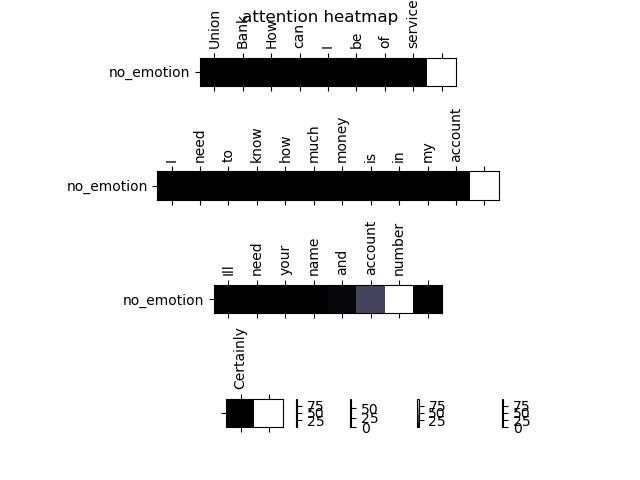 attention heatmap
Union Bank How can I be of service
no_emotion
I need to know how much money is in my account
no_emotion
Ill need your name and account number
no_emotion
Certainly
75 50 25
50 25 0
75 50 25
75 50 25 0